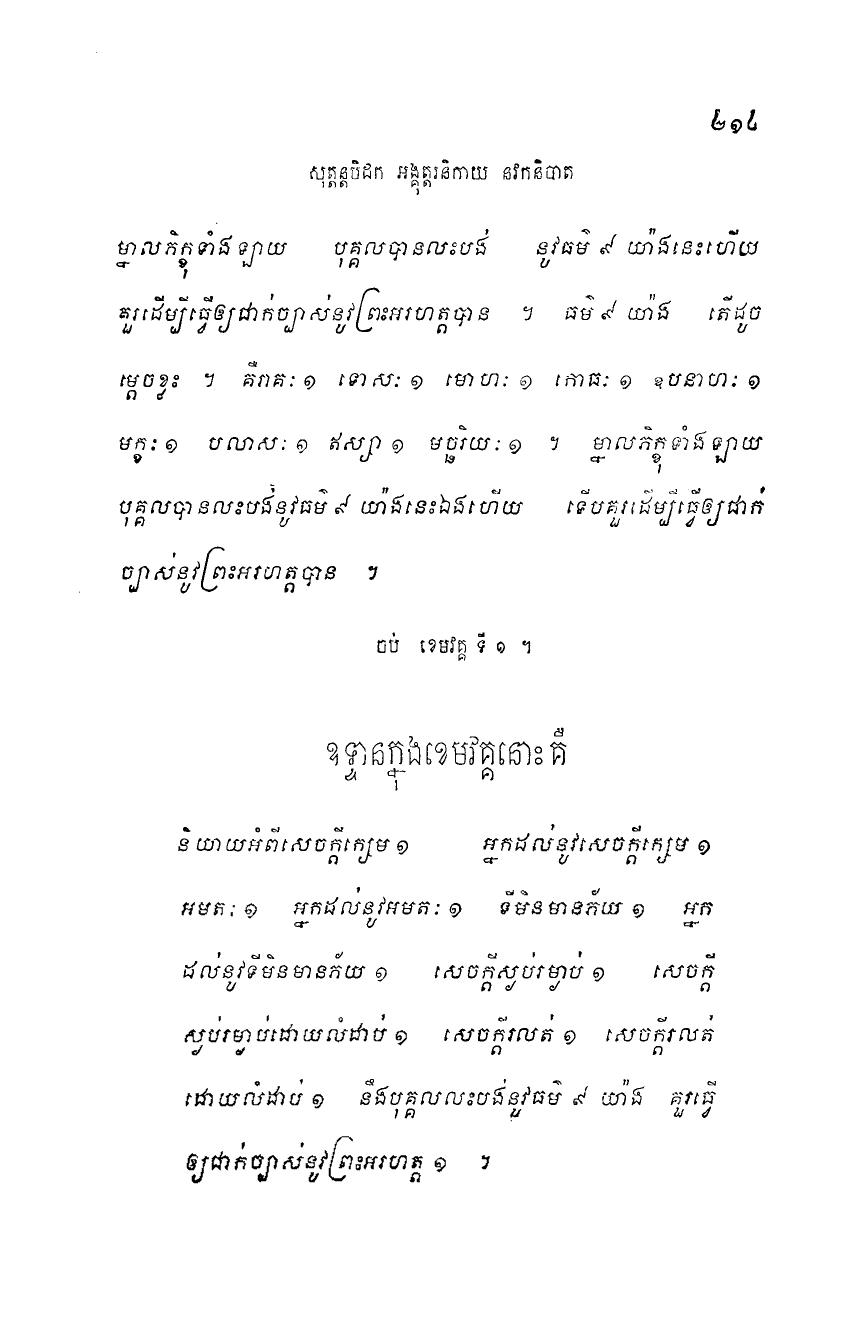 ២១៤
សុត្តន្តបិដក អង្គុត្តរនិកាយ នវកនិបាត
ម្នាលភិក្ខុទាំងឡាយ បុគ្គលបានលះបង់ នូវធម៌ ៩ យ៉ាងនេះហើយ
គួរដើម្បីធ្វើឲ្យជាក់ច្បាស់នូវព្រះអរហត្តបាន ។ ធម៌ ៩ យ៉ាង តើដូច
ម្តេចខ្លះ ។ គឺរាគៈ ១ ទោសៈ ១ មោហៈ ១ កោធៈ ១ ឧបនាហៈ ១
មក្ខៈ ១ បលាសៈ ១ ឥស្សា ១ មច្ឆរិយៈ ១ ។ ម្នាលភិក្ខុទាំងឡាយ
បុគ្គលបានលះបង់នូវធម៌ ៩ យ៉ាងនេះឯងហើយ ទើបគួរដើម្បីធ្វើឲ្យជាក់
ច្បាស់នូវព្រះអរហត្តបាន ។
ចប់ ខេមវគ្គ ទី ១ ។
ឧទ្ទានក្នុងខេមវគ្គនោះគឺ
និយាយអំពីសេចក្តីក្សេម ១ អ្នកដល់នូវសេចក្តីក្សេម ១
អមតៈ ១ អ្នកដល់នូវអមតៈ ១ ទីមិនមានភ័យ ១ អ្នក
ដល់នូវទីមិនមានភ័យ ១ សេចក្តីស្ងប់រម្ងាប់ ១ សេចក្តី
ស្ងប់រម្ងាប់ដោយលំដាប់ ១ សេចក្តីរលត់ ១ សេចក្តីរលត់
ដោយលំដាប់ ១ នឹងបុគ្គលលះបង់នូវធម៌ ៩ យ៉ាង គួរធ្វើ
ឲ្យជាក់ច្បាស់នូវព្រះអរហត្ត ១ ។